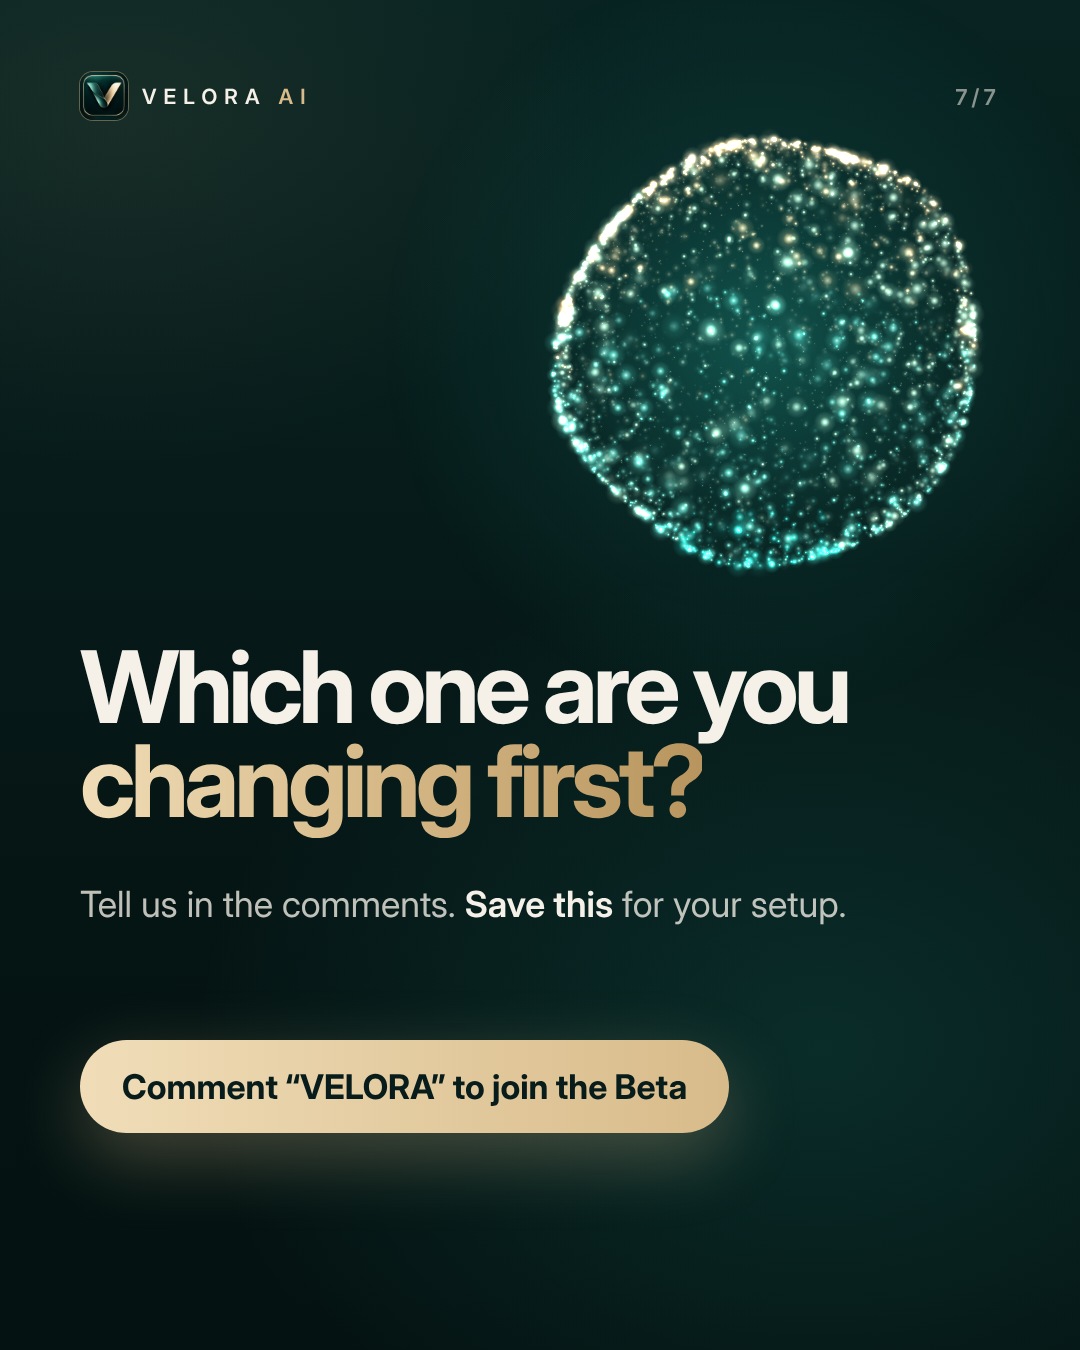 VELORA AI
7/7
Which one are you
changing first?
Tell us in the comments. Save this for your setup.
Comment “VELORA” to join the Beta